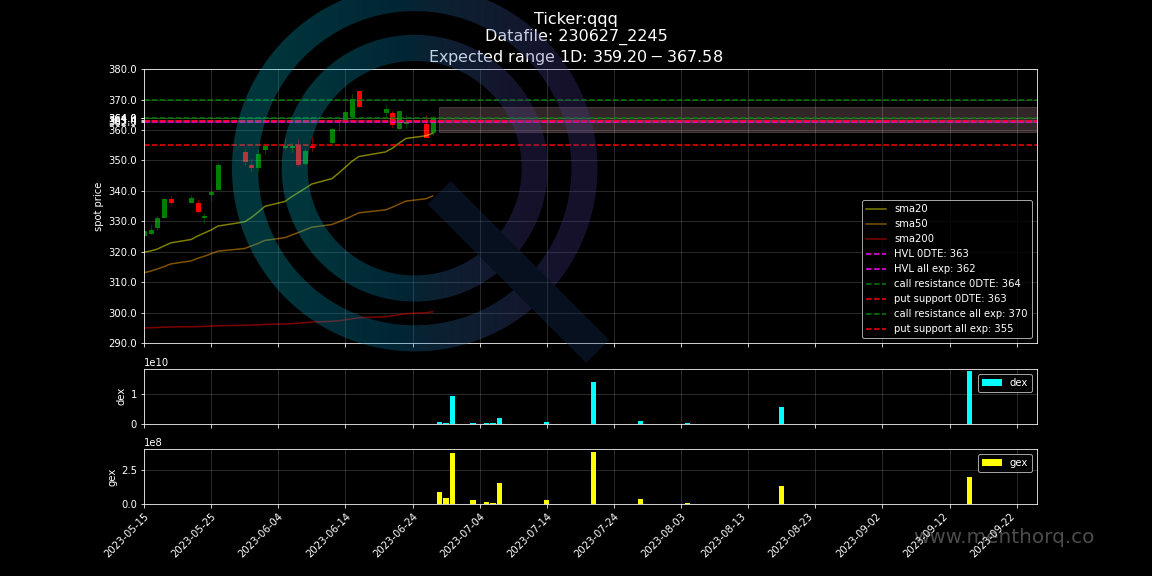 Ticker:qqq
Datafile: 230627_2245
Expected range 1D: 359.20 − 367.58
380.0
370.0
360.0
350.0
340.0
330.0
320.0
310.0
300.0
290.0
spot price
sma20
sma50
sma200
HVL 0DTE: 363
HVL all exp: 362
call resistance 0DTE: 364
put support 0DTE: 363
call resistance all exp: 370
put support all exp: 355
1e10
1
0
dex
dex
1e8
2.5
0.0
gex
gex
2023-05-15
2023-05-25
2023-06-04
2023-06-14
2023-06-24
2023-07-04
2023-07-14
2023-07-24
2023-08-03
2023-08-13
2023-08-23
2023-09-02
2023-09-12
2023-09-22
www.menthorq.co